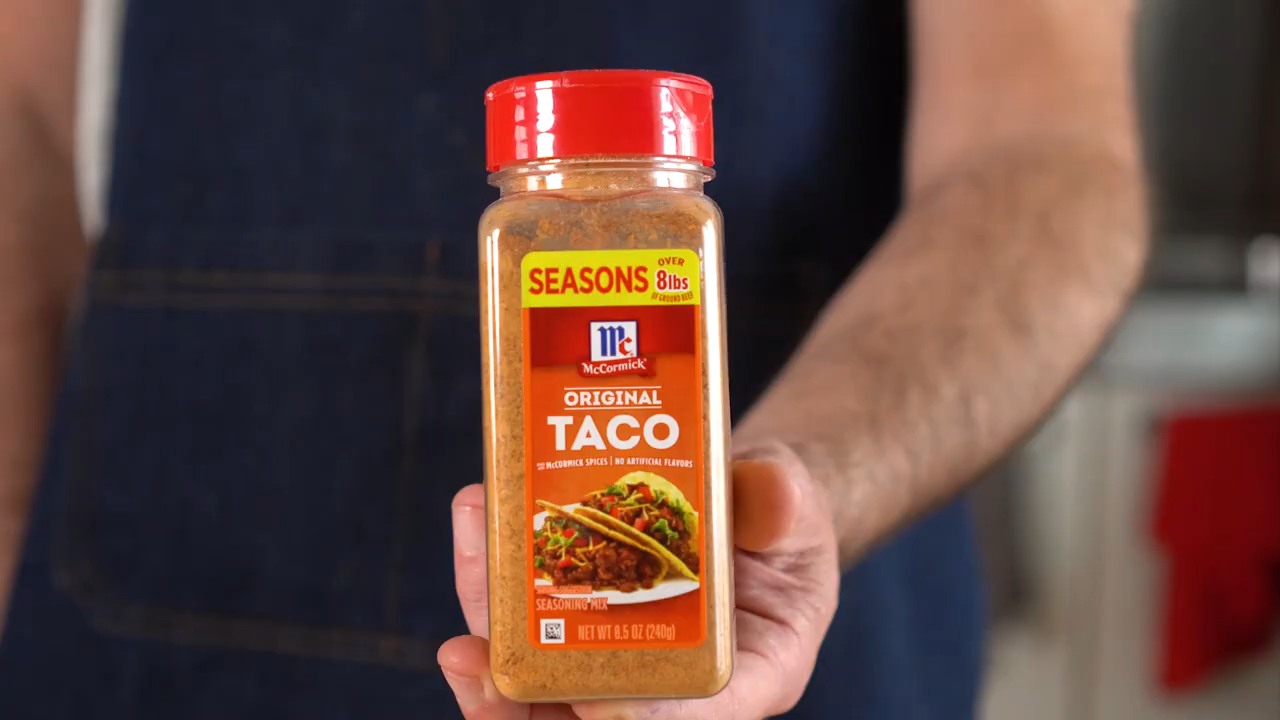 SEASONS
OVER
8lbs
OF GROUND BEEF
Mc
McCormick®
ORIGINAL
TACO
McCORMICK SPICES | NO ARTIFICIAL FLAVORS
SEASONING MIX
NET WT 8.5 OZ (240g)